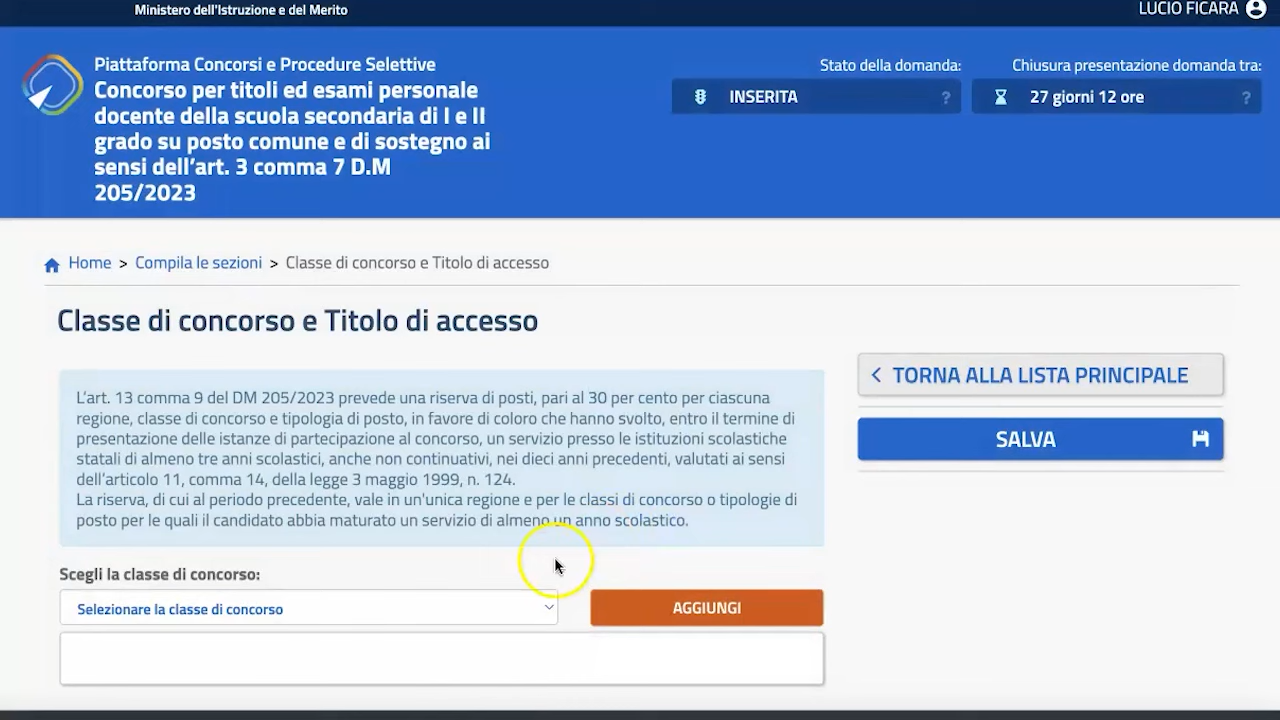 Ministero dell'Istruzione e del Merito
LUCIO FICARA
Piattaforma Concorsi e Procedure Selettive
Concorso per titoli ed esami personale
docente della scuola secondaria di I e II
grado su posto comune e di sostegno ai
sensi dell'art. 3 comma 7 D.M
205/2023
Stato della domanda:
INSERITA ?
Chiusura presentazione domanda tra:
27 giorni 12 ore ?
Home > Compila le sezioni > Classe di concorso e Titolo di accesso
Classe di concorso e Titolo di accesso
L'art. 13 comma 9 del DM 205/2023 prevede una riserva di posti, pari al 30 per cento per ciascuna
regione, classe di concorso e tipologia di posto, in favore di coloro che hanno svolto, entro il termine di
presentazione delle istanze di partecipazione al concorso, un servizio presso le istituzioni scolastiche
statali di almeno tre anni scolastici, anche non continuativi, nei dieci anni precedenti, valutati ai sensi
dell'articolo 11, comma 14, della legge 3 maggio 1999, n. 124.
La riserva, di cui al periodo precedente, vale in un'unica regione e per le classi di concorso o tipologie di
posto per le quali il candidato abbia maturato un servizio di almeno un anno scolastico.
< TORNA ALLA LISTA PRINCIPALE
SALVA
Scegli la classe di concorso:
Selezionare la classe di concorso
AGGIUNGI